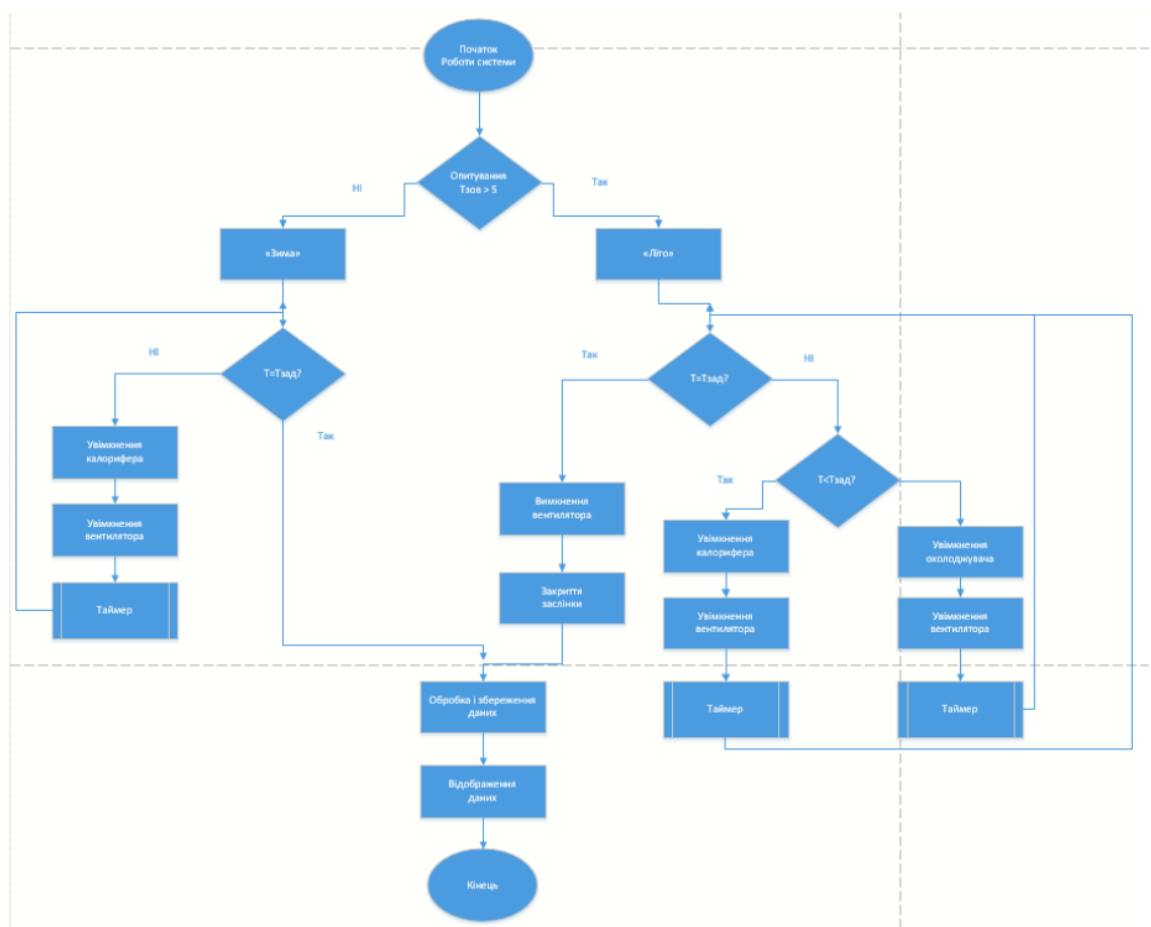 Початок
Роботи системи
Опитування
Тзов > 5
НІ
Так
«Зима»
«Літо»
НІ
Т=Тзад?
Так
Так
Т=Тзад?
НІ
Увімкнення
калорифера
Увімкнення
вентилятора
Таймер
Вимкнення
вентилятора
Закриття
заслінки
Так
Т<Тзад?
Увімкнення
калорифера
Увімкнення
вентилятора
Таймер
Увімкнення
околоджувача
Увімкнення
вентилятора
Таймер
Обробка і збереження
даних
Відображення
даних
Кінець